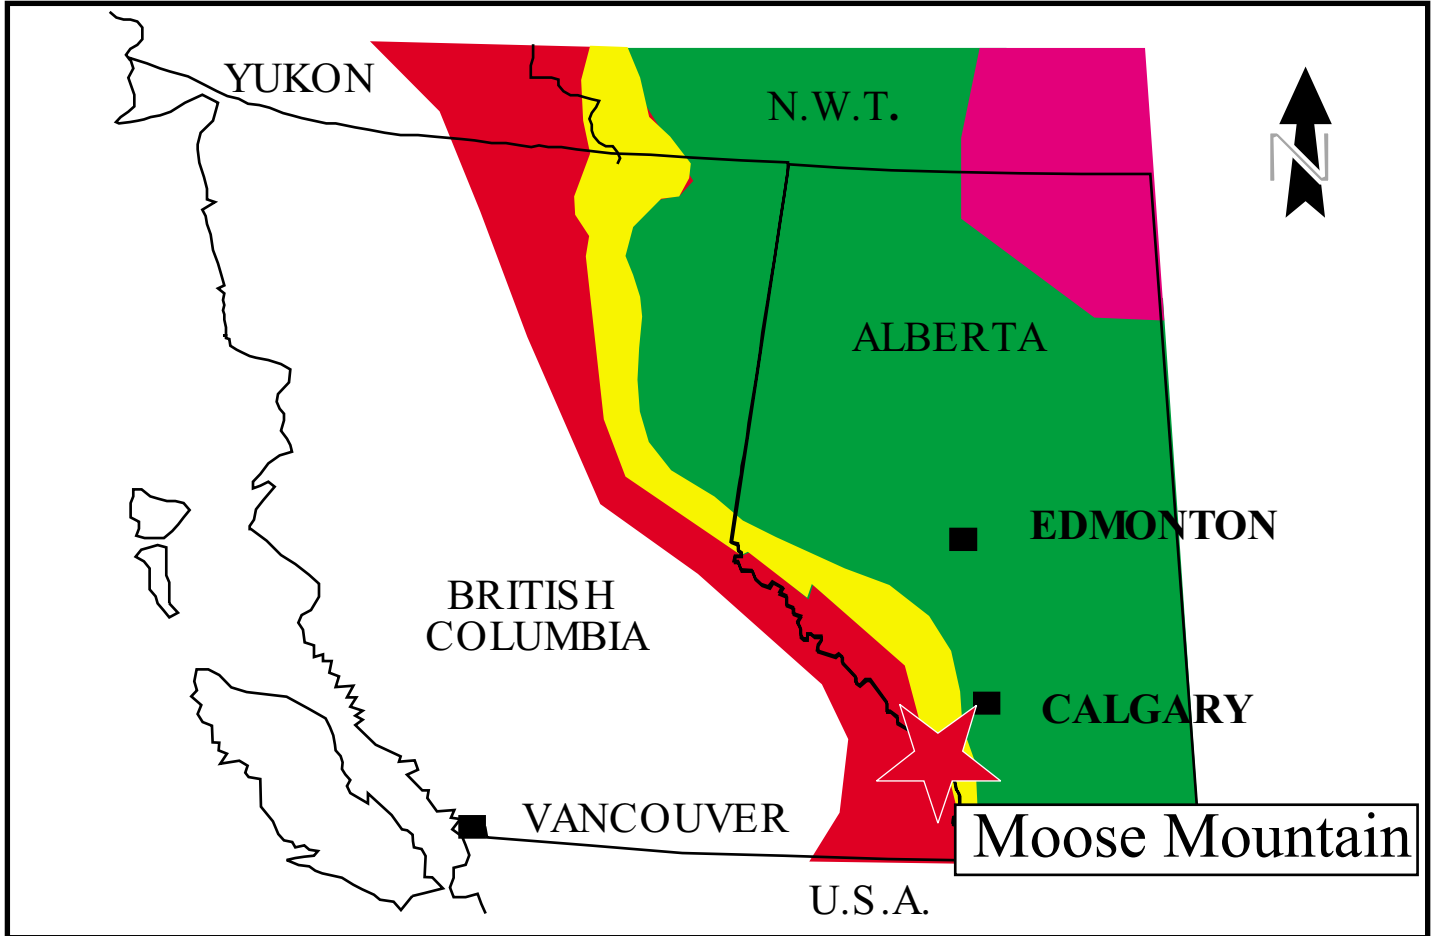 YUKON
N.W.T.
N
ALBERTA
EDMONTON
BRITISH
COLUMBIA
CALGARY
VANCOUVER
Moose Mountain
U.S.A.